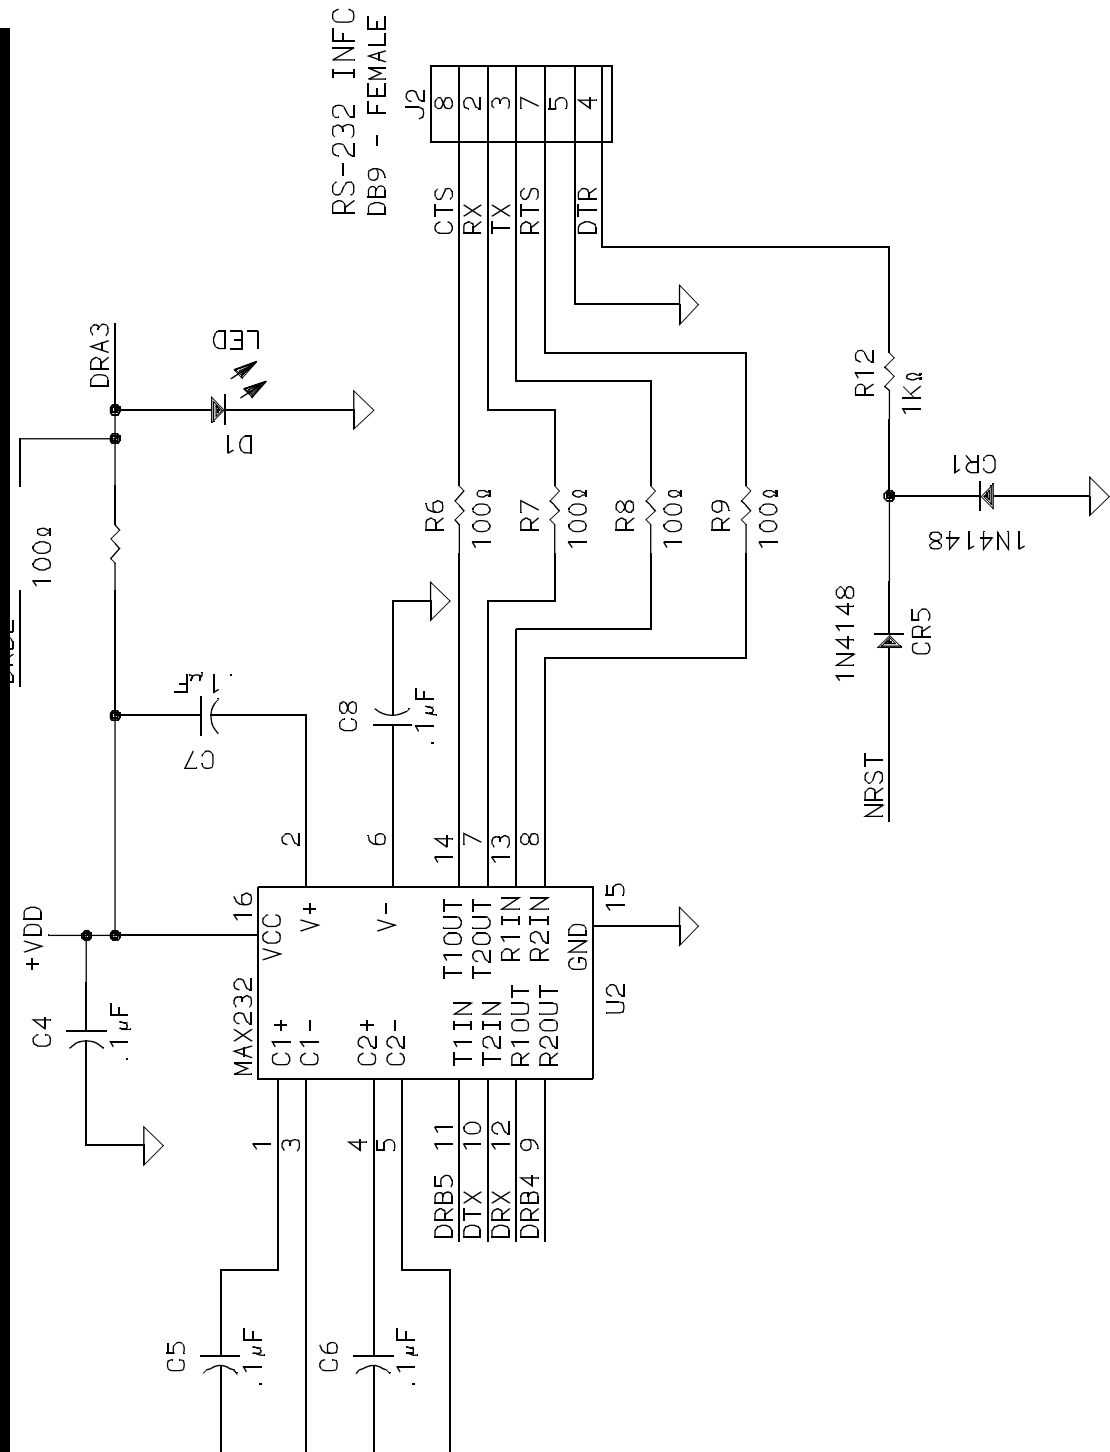 RS-232 INFC
DB9 - FEMALE
J2
8
2
3
7
5
4
CTS
RX
TX
RTS
DTR
DRA3
LED
D1
100Ω
R12
1KΩ
CR1
1N4148
R6
100Ω
R7
100Ω
R8
100Ω
R9
100Ω
1N4148
CR5
NRST
.1µF
C7
C8
.1µF
2
6
14
7
13
8
+VDD
16
15
VCC
V+
V-
T1OUT
T2OUT
R1IN
R2IN
GND
MAX232
C1+
C1-
C2+
C2-
T1IN
T2IN
R1OUT
R2OUT
U2
C4
.1µF
1
3
4
5
11
10
12
9
DRB5
DTX
DRX
DRB4
C5
.1µF
C6
.1µF